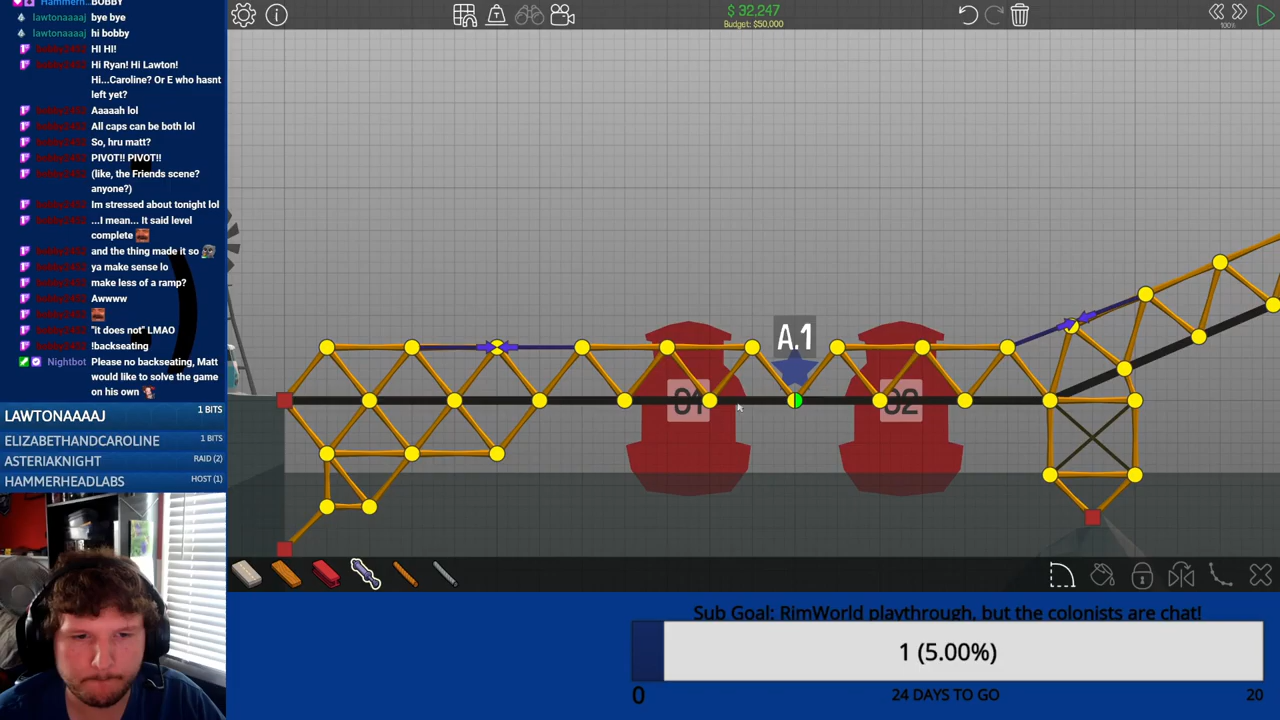 BOBBY
lawtonaaaaj bye bye
lawtonaaaaj hi bobby
HI HI!
Hi Ryan! Hi Lawton!
Hi...Caroline? Or E who hasnt
left yet?
Aaaaah lol
All caps can be both lol
So, hru matt?
PIVOT!! PIVOT!!
(like, the Friends scene?
anyone?)
Im stressed about tonight lol
...I mean... It said level
complete
and the thing made it so
ya make sense lo
make less of a ramp?
Awwww
"It does not" LMAO
!backseating
Nightbot Please no backseating, Matt
would like to solve the game
on his own
LAWTONAAAAJ 1 BITS
ELIZABETHANDCAROLINE 1 BITS
ASTERIAKNIGHT RAID (2)
HAMMERHEADLABS HOST (1)
$ 32,247
Budget: $50,000
100%
A.1
01
02
Sub Goal: RimWorld playthrough, but the colonists are chat!
1 (5.00%)
0
24 DAYS TO GO
20